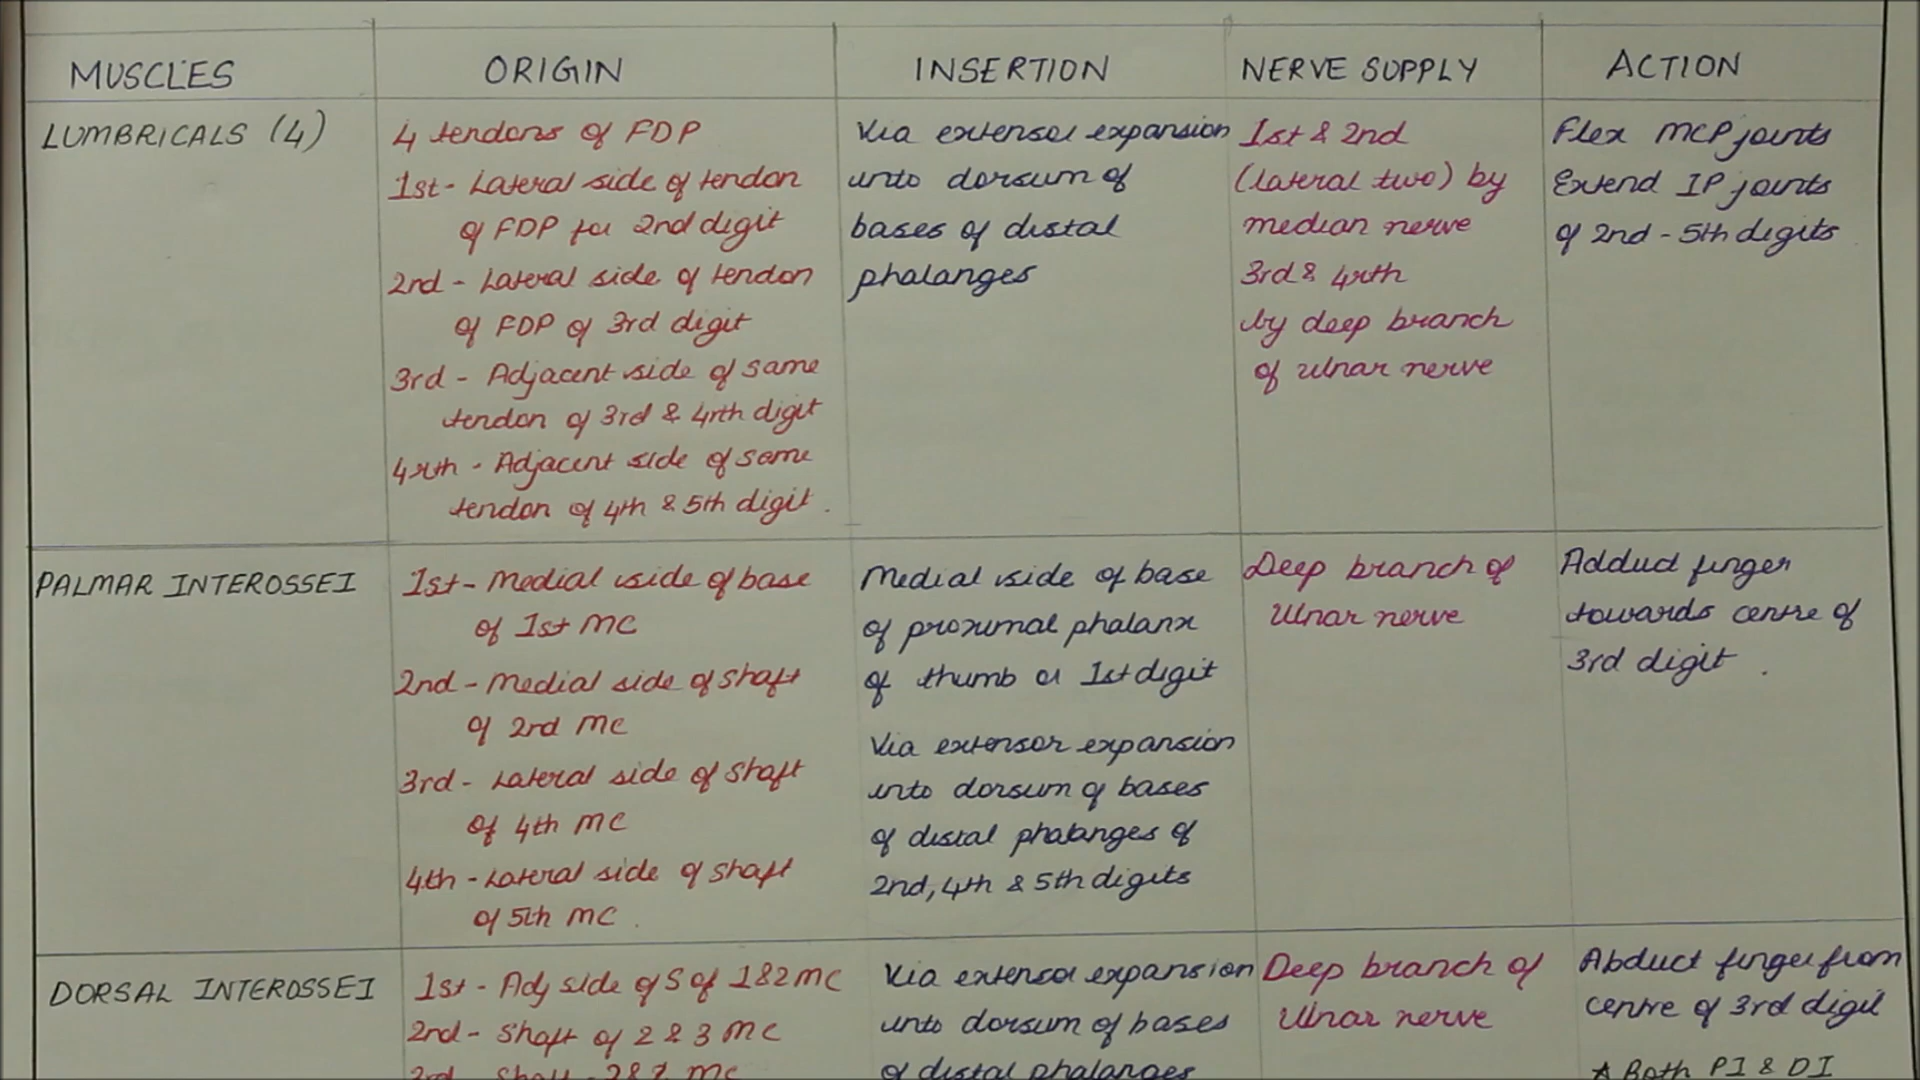 MUSCLES
ORIGIN
INSERTION
NERVE SUPPLY
ACTION
LUMBRICALS (4)
4 tendons of FDP
1st - Lateral side of tendon
of FDP for 2nd digit
2nd - Lateral side of tendon
of FDP of 3rd digit
3rd - Adjacent side of same
tendon of 3rd & 4rth digit
4rth - Adjacent side of same
tendon of 4th & 5th digit.
Via extensor expansion
into dorsum of
bases of distal
phalanges
1st & 2nd
(lateral two) by
median nerve
3rd & 4rth
by deep branch
of ulnar nerve
Flex MCP joints
Extend IP joints
of 2nd - 5th digits
PALMAR INTEROSSEI
1st - Medial side of base
of 1st MC
2nd - Medial side of shaft
of 2rd MC
3rd - Lateral side of shaft
of 4th MC
4th - Lateral side of shaft
of 5th MC.
Medial side of base
of proximal phalanx
of thumb or 1st digit
Via extensor expansion
into dorsum of bases
of distal phalanges of
2nd, 4th & 5th digits
Deep branch of
Ulnar nerve
Adduct finger
towards centre of
3rd digit.
DORSAL INTEROSSEI
1st - Adj side of S of 1&2 MC
2nd - Shaft of 2 & 3 MC
Via extensor expansion
into dorsum of bases
of distal phalanges
Deep branch of
Ulnar nerve
Abduct finger from
centre of 3rd digit
* Both PI & DI